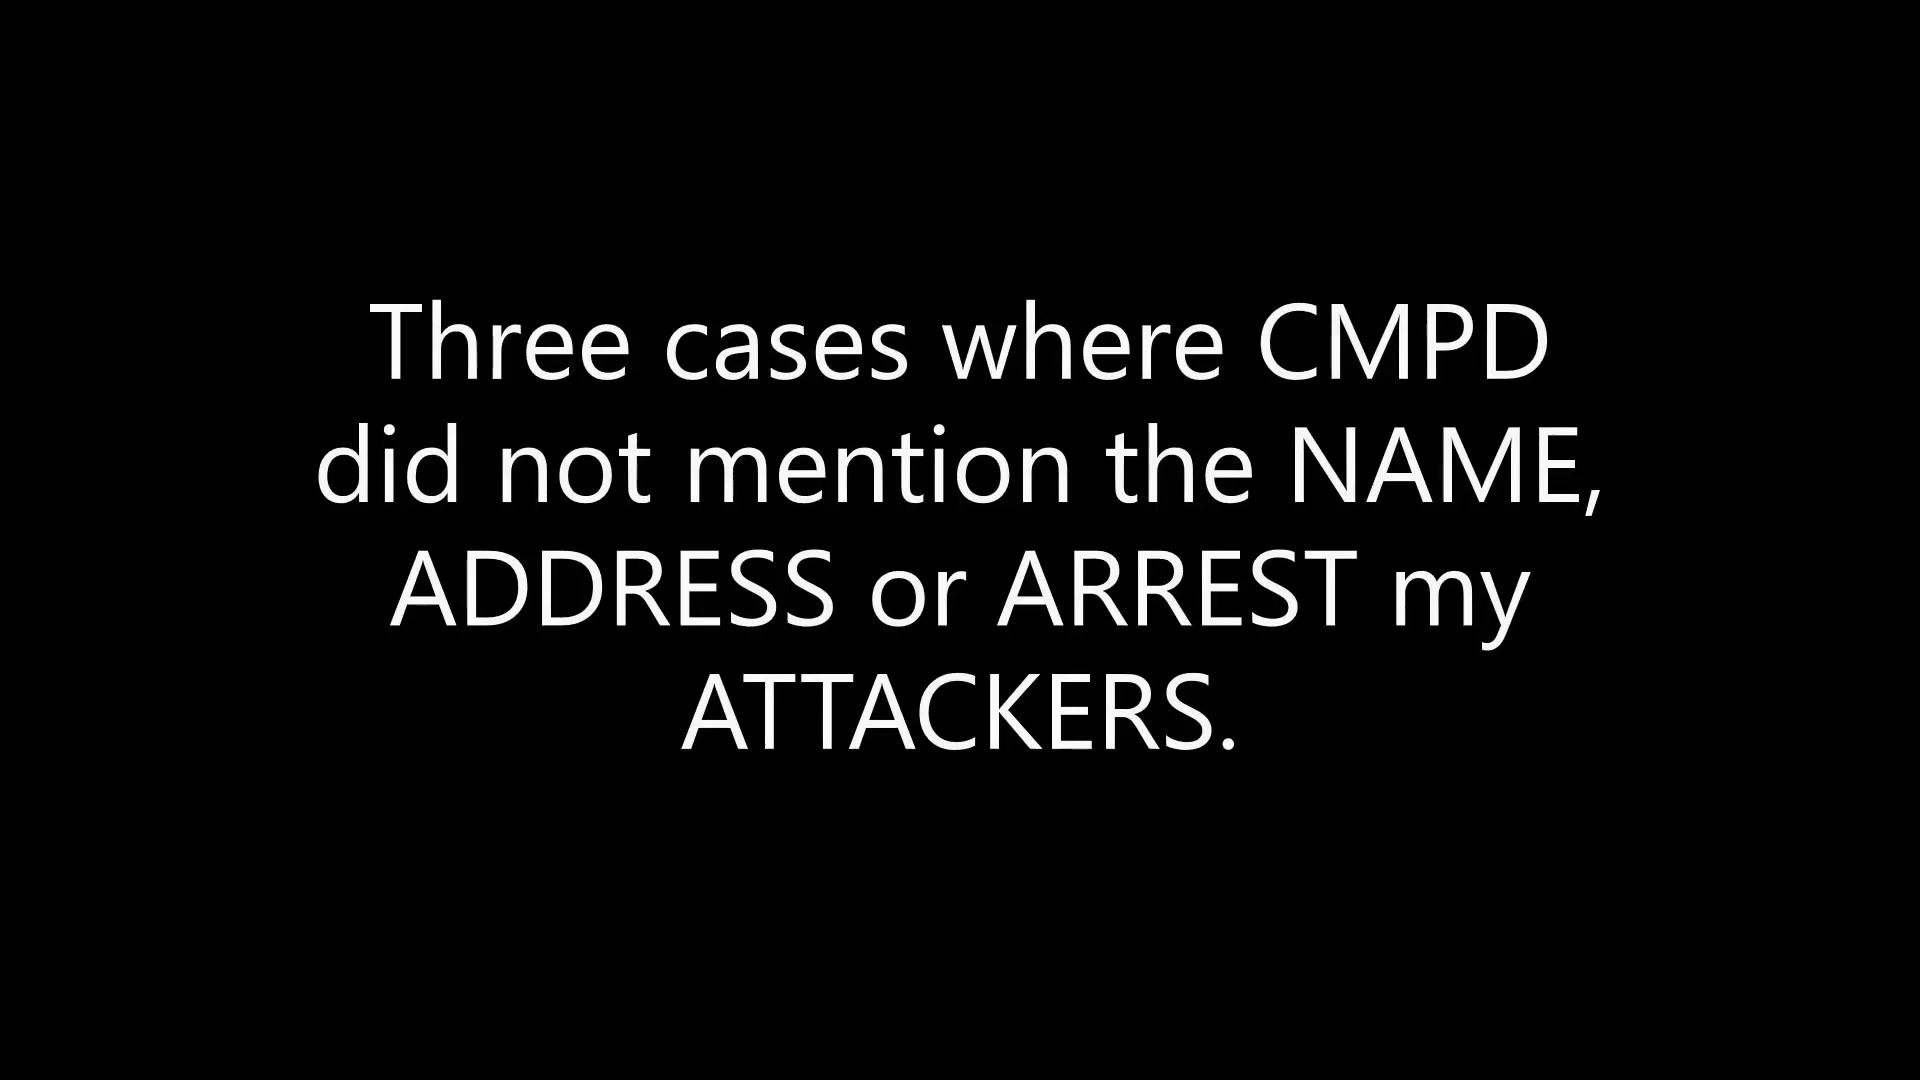 Three cases where CMPD
did not mention the NAME,
ADDRESS or ARREST my
ATTACKERS.